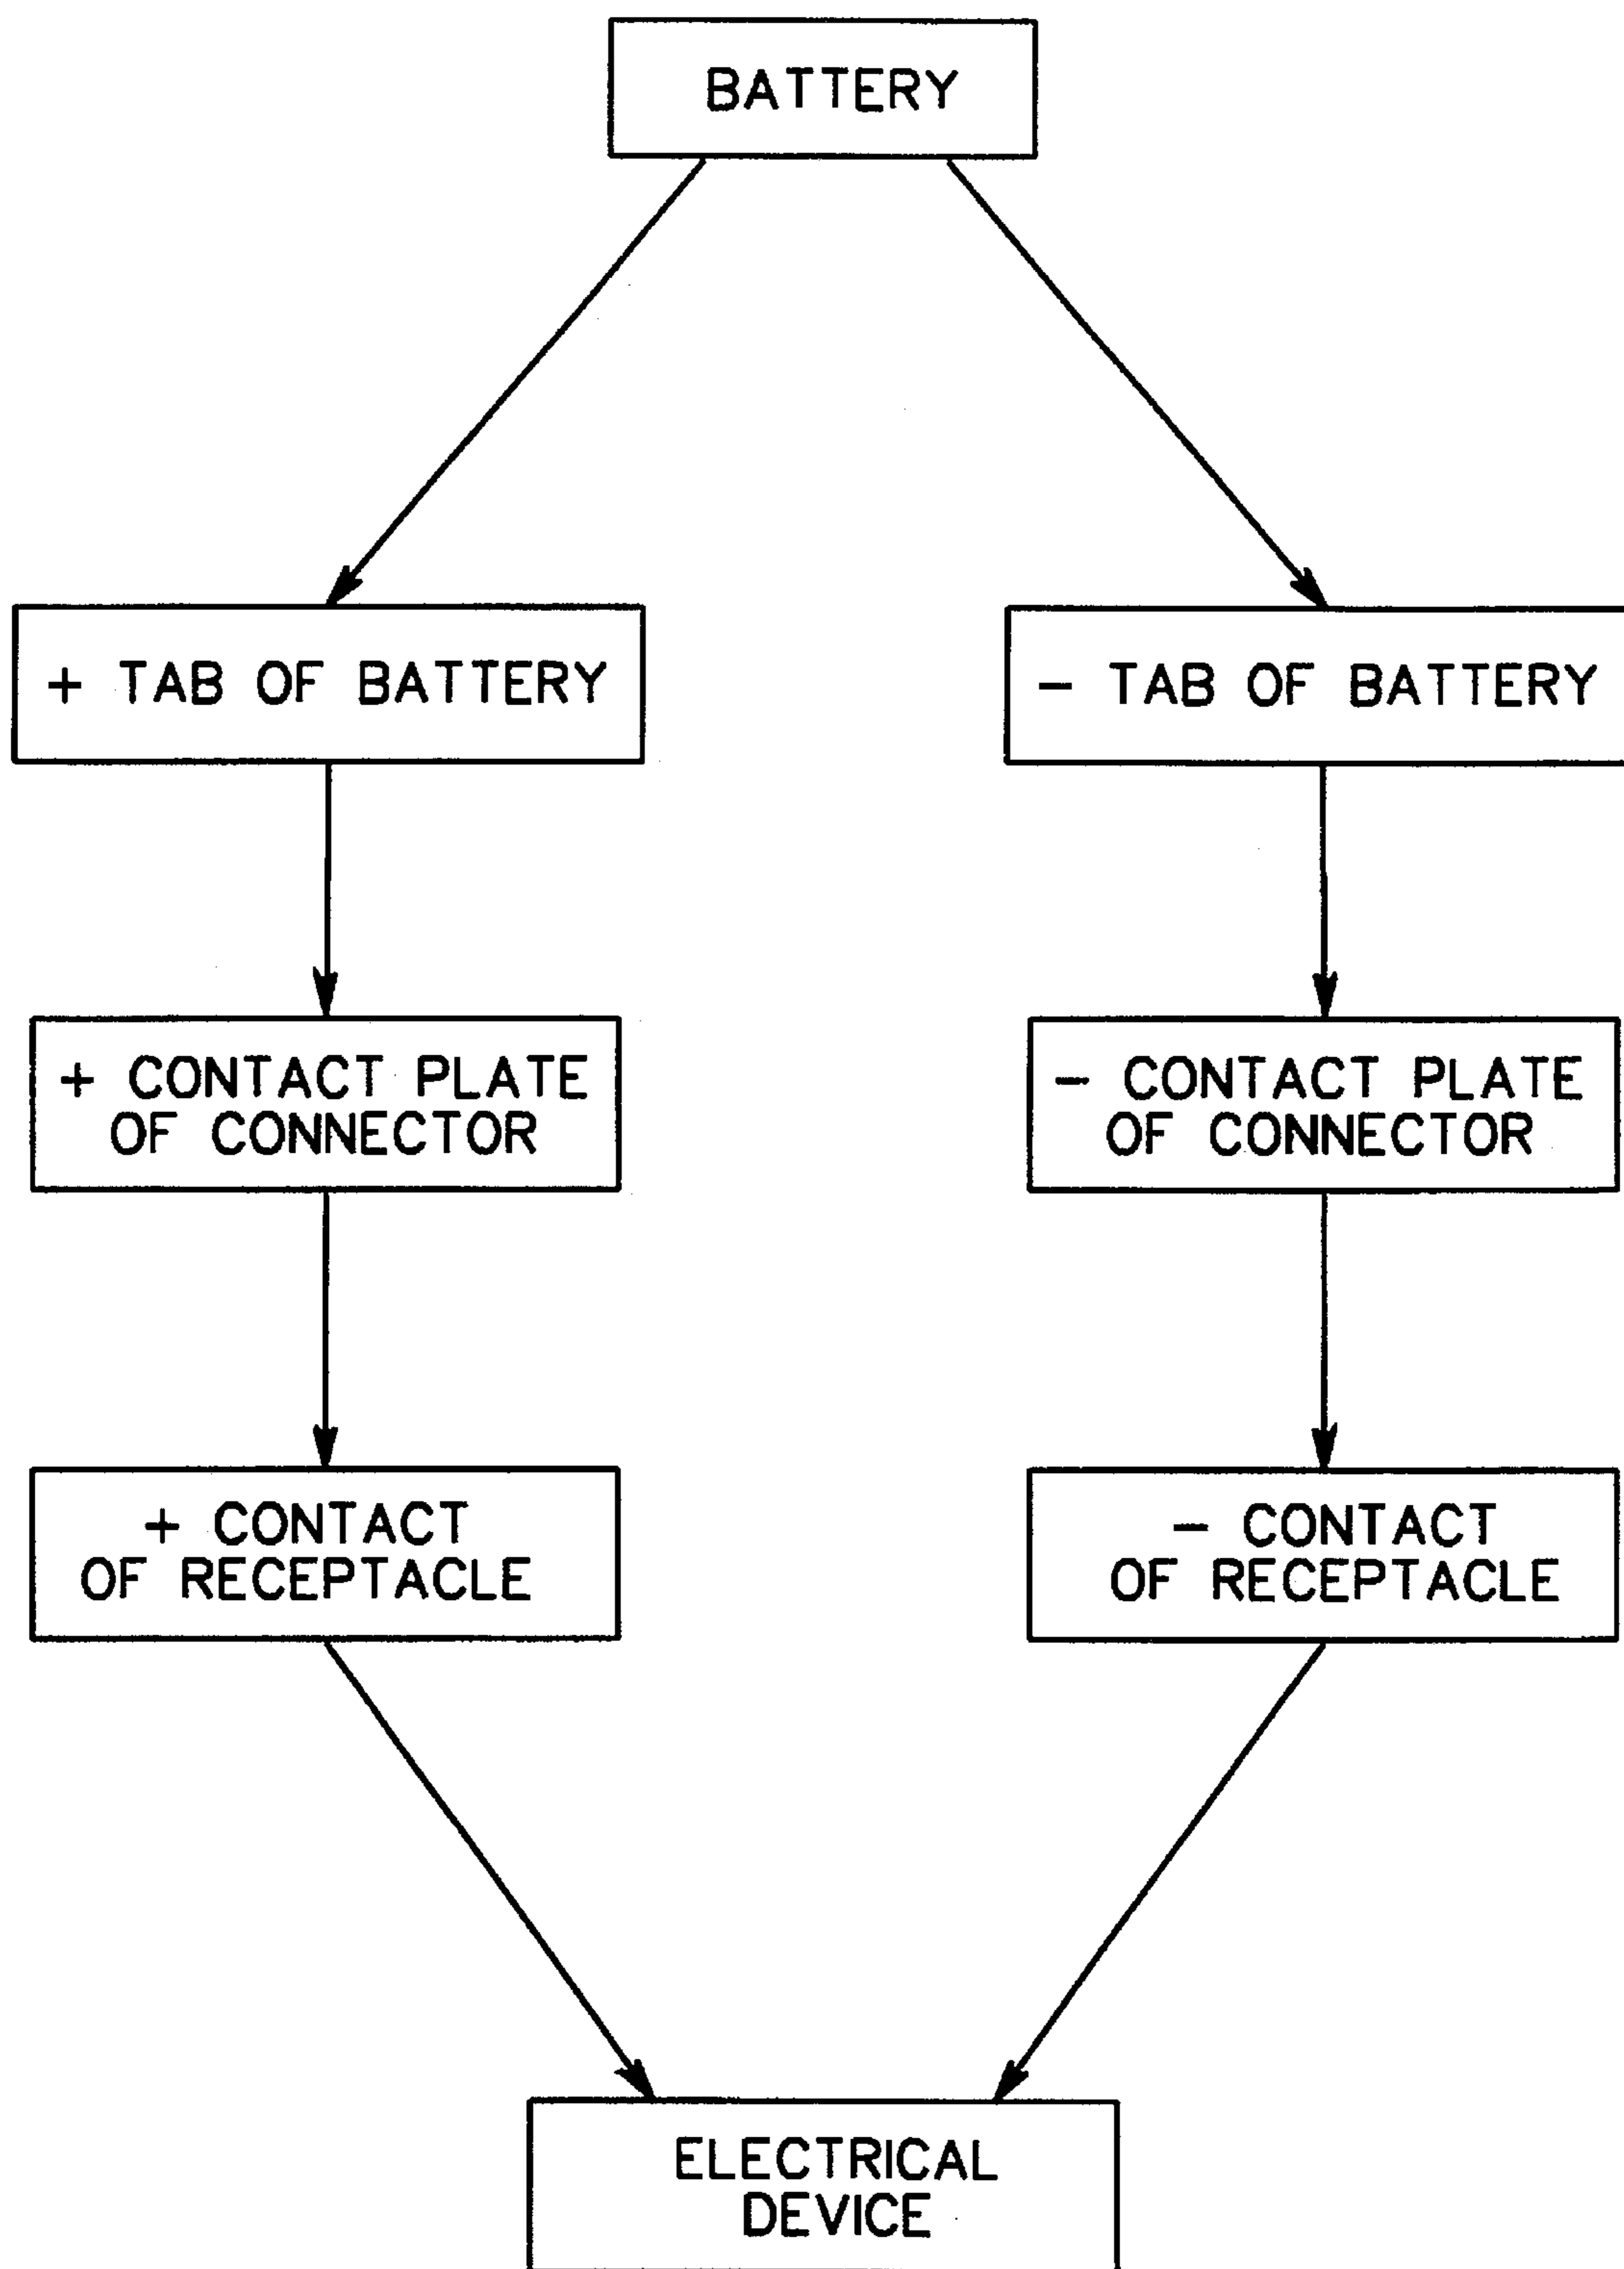 BATTERY
+ TAB OF BATTERY
- TAB OF BATTERY
+ CONTACT PLATE
OF CONNECTOR
- CONTACT PLATE
OF CONNECTOR
+ CONTACT
OF RECEPTACLE
- CONTACT
OF RECEPTACLE
ELECTRICAL
DEVICE